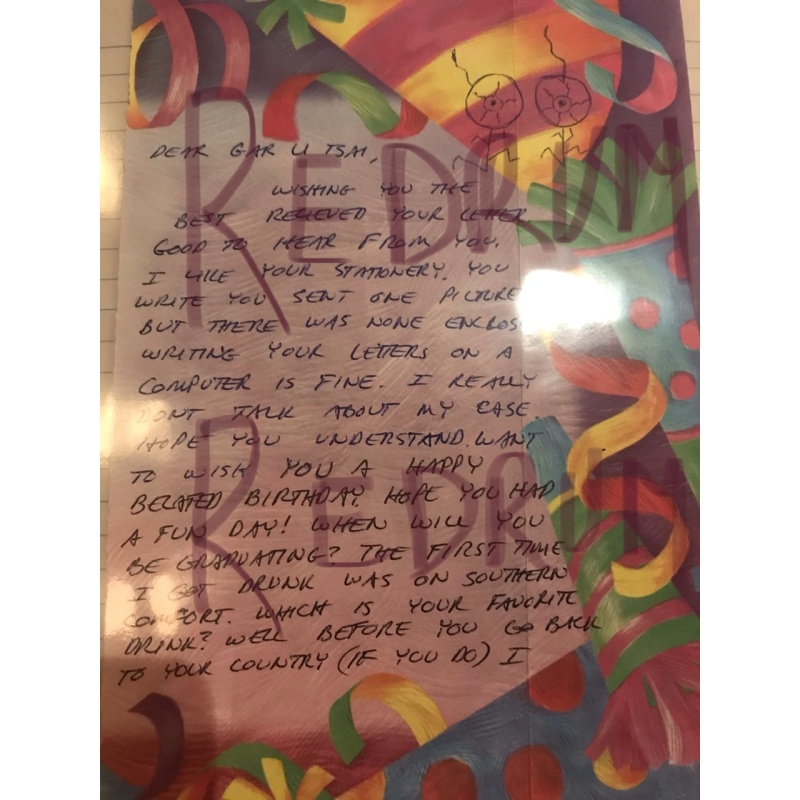 REDRUM
DEAR GAR LI TSAI,
WISHING YOU THE
BEST RECIEVED YOUR LETTER
GOOD TO HEAR FROM YOU.
I LIKE YOUR STATIONERY. YOU
WRITE YOU SENT ONE PICTURE
BUT THERE WAS NONE ENCLOS
WRITING YOUR LETTERS ON A
COMPUTER IS FINE. I REALLY
DONT TALK ABOUT MY CASE.
HOPE YOU UNDERSTAND. WANT
TO WISH YOU A HAPPY
REDRUM
BELATED BIRTHDAY. HOPE YOU HAD
A FUN DAY! WHEN WILL YOU
BE GRADUATING? THE FIRST TIME
I GOT DRUNK WAS ON SOUTHERN
COMFORT. WHICH IS YOUR FAVORITE
DRINK? WELL BEFORE YOU GO BACK
TO YOUR COUNTRY (IF YOU DO) I